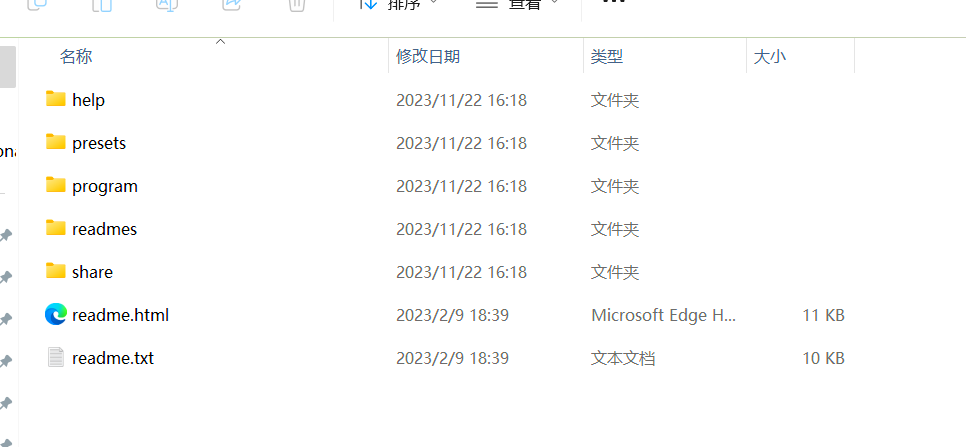 排序 查看 ...
名称 修改日期 类型 大小
help 2023/11/22 16:18 文件夹
presets 2023/11/22 16:18 文件夹
program 2023/11/22 16:18 文件夹
readmes 2023/11/22 16:18 文件夹
share 2023/11/22 16:18 文件夹
readme.html 2023/2/9 18:39 Microsoft Edge H... 11 KB
readme.txt 2023/2/9 18:39 文本文档 10 KB